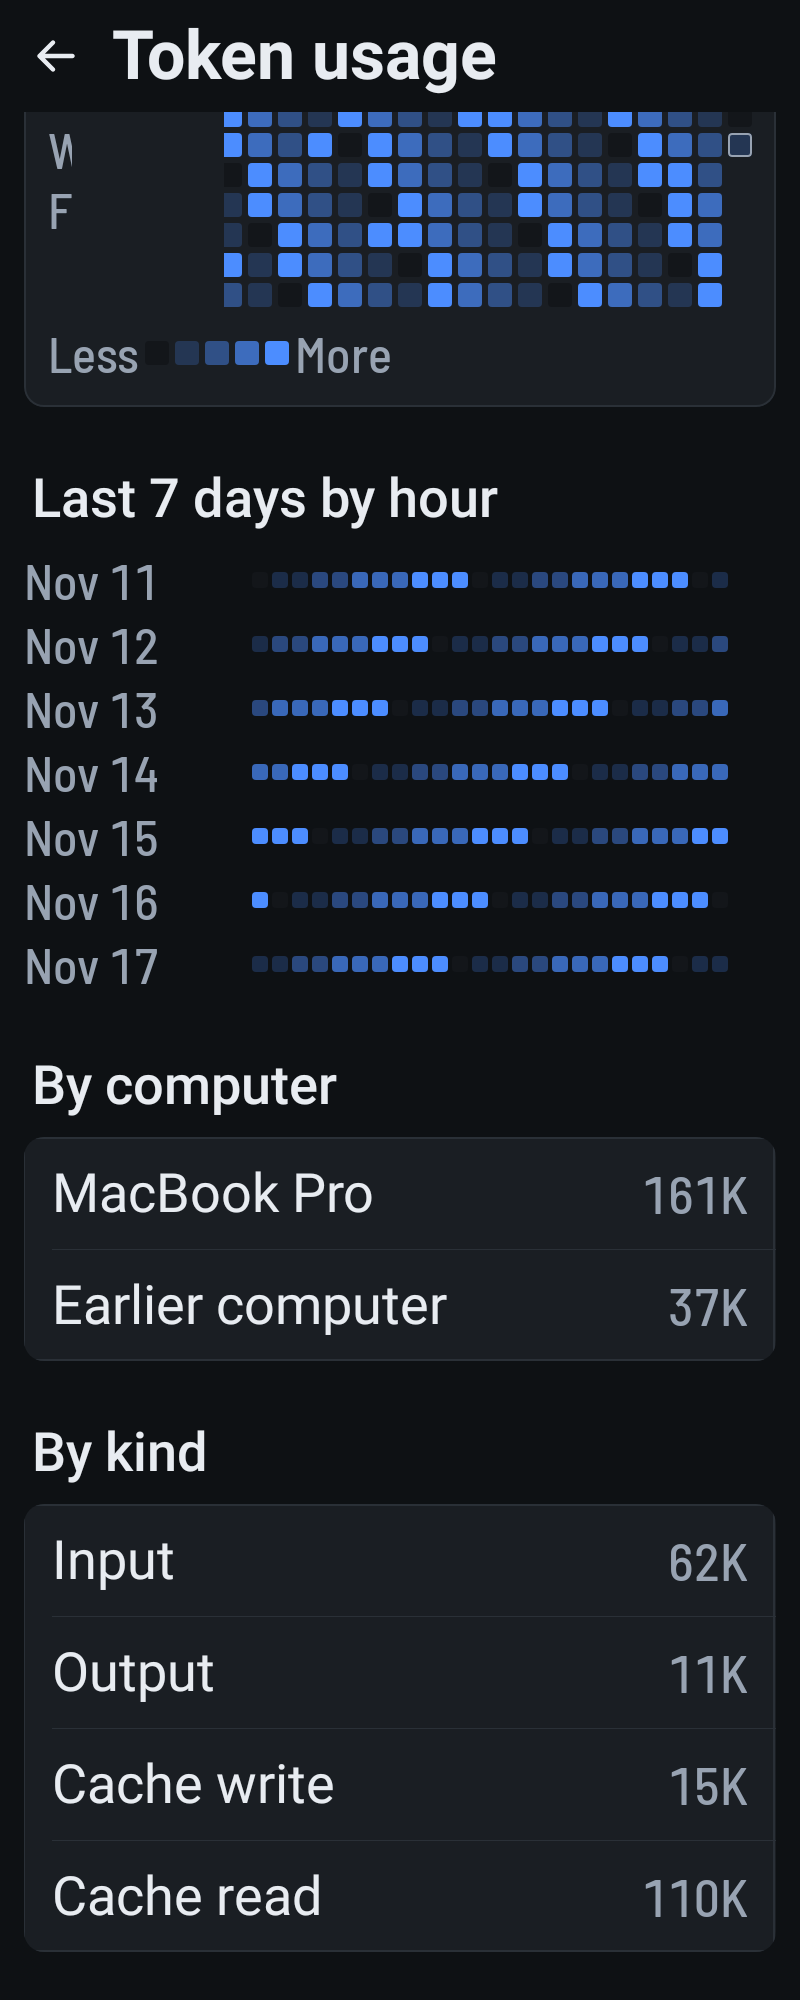 Token usage
W
F
Less More
Last 7 days by hour
Nov 11
Nov 12
Nov 13
Nov 14
Nov 15
Nov 16
Nov 17
By computer
MacBook Pro 161K
Earlier computer 37K
By kind
Input 62K
Output 11K
Cache write 15K
Cache read 110K